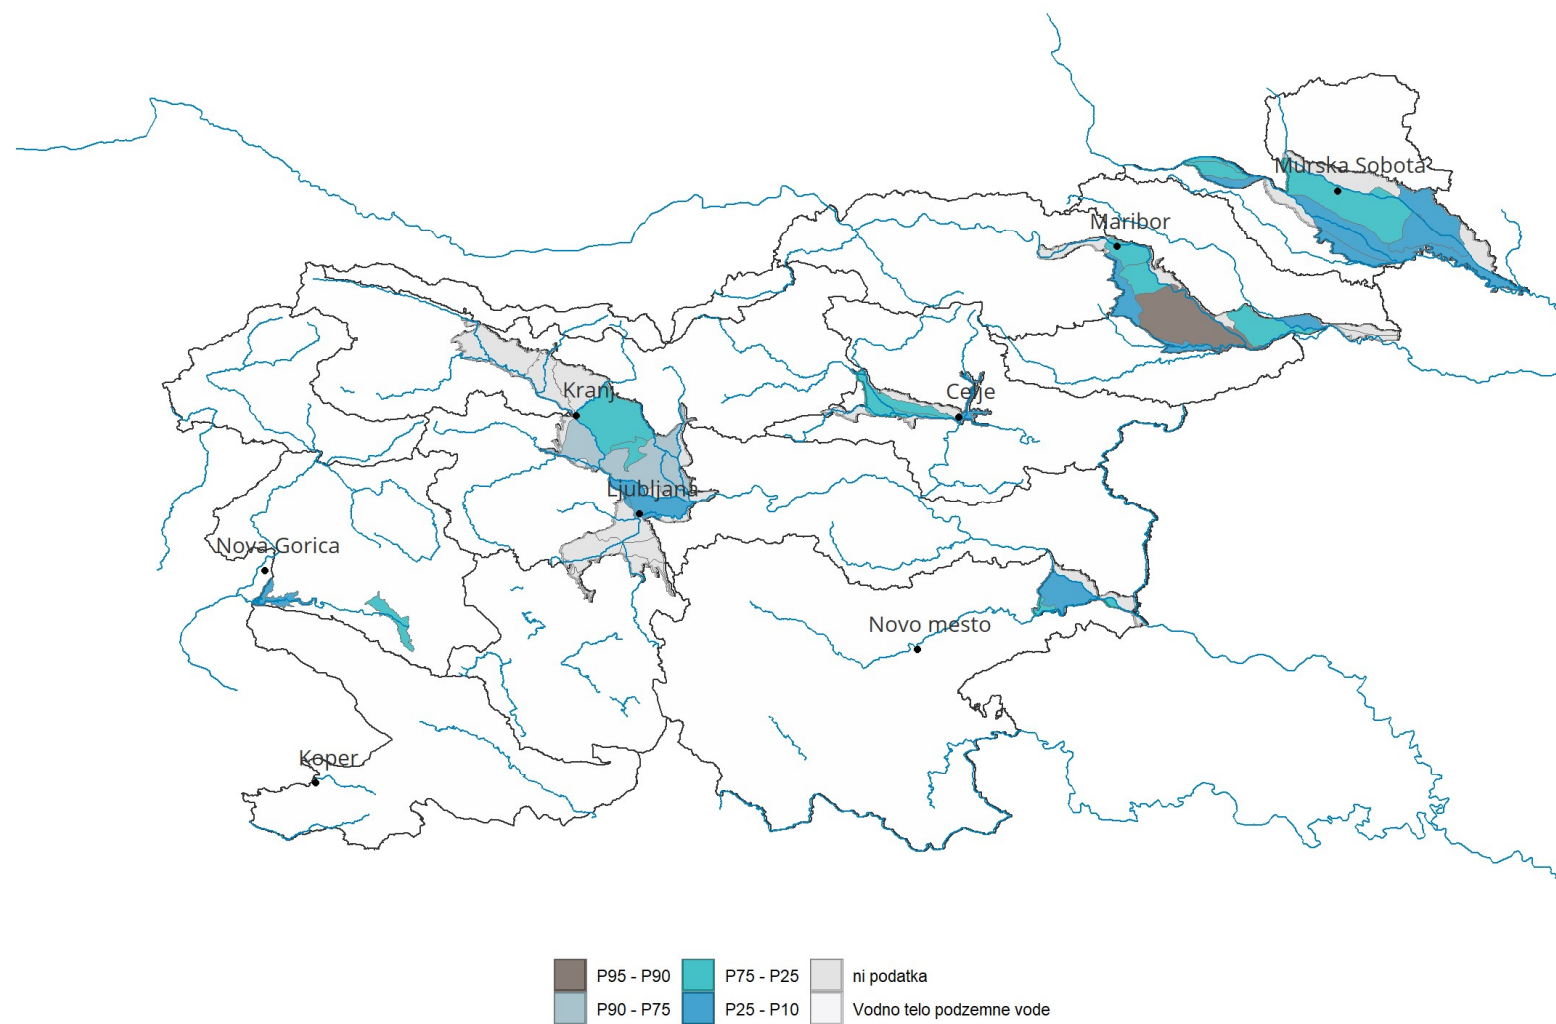 Murska Sobota
Maribor
Kranj
Celje
Ljubljana
Nova Gorica
Novo mesto
Koper
P95 - P90
P75 - P25
ni podatka
P90 - P75
P25 - P10
Vodno telo podzemne vode